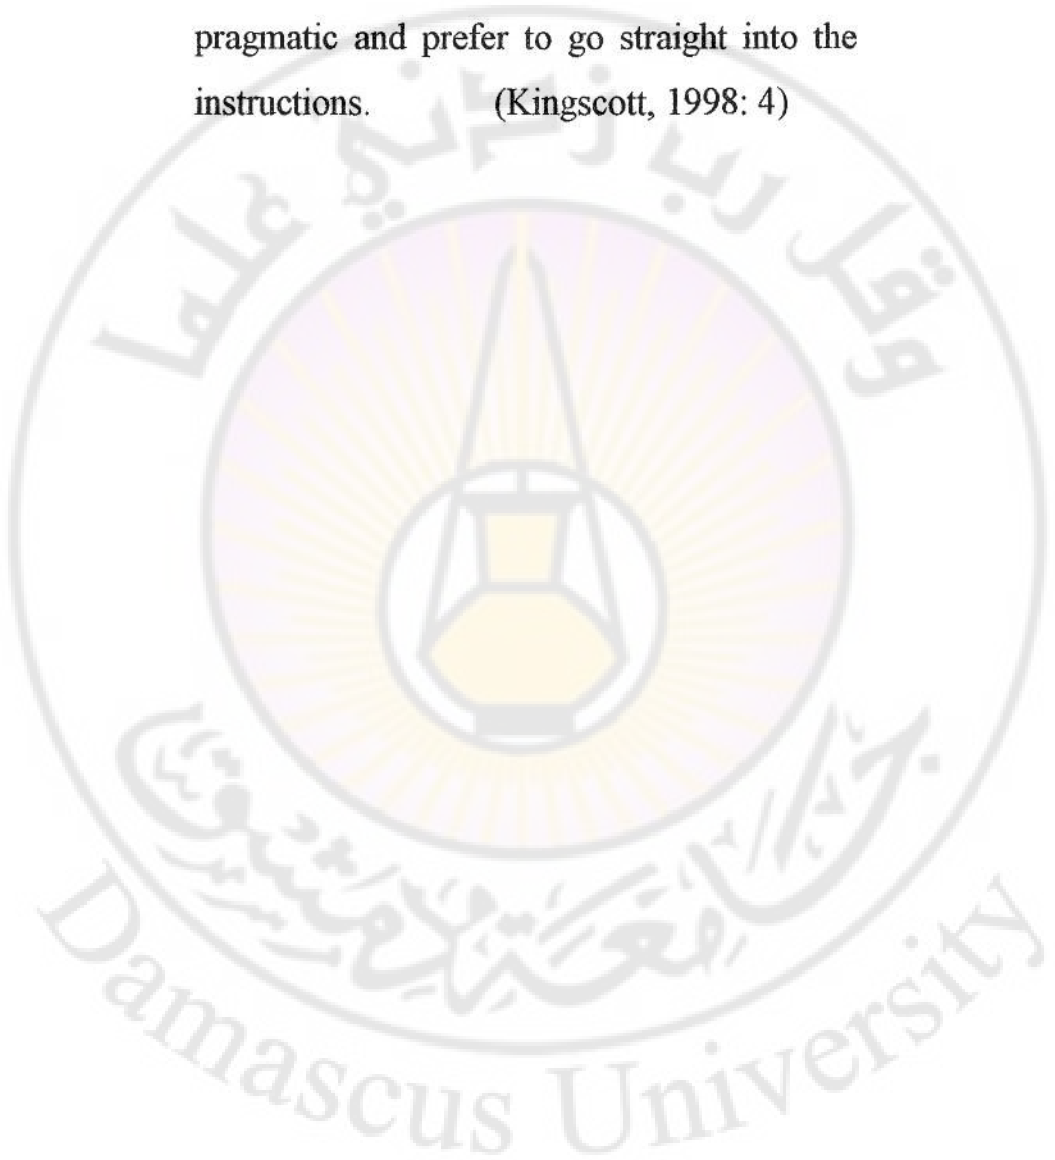 pragmatic and prefer to go straight into the
instructions. (Kingscott, 1998: 4)
وقل رب زدني علما
جامعة دمشق
Damascus University